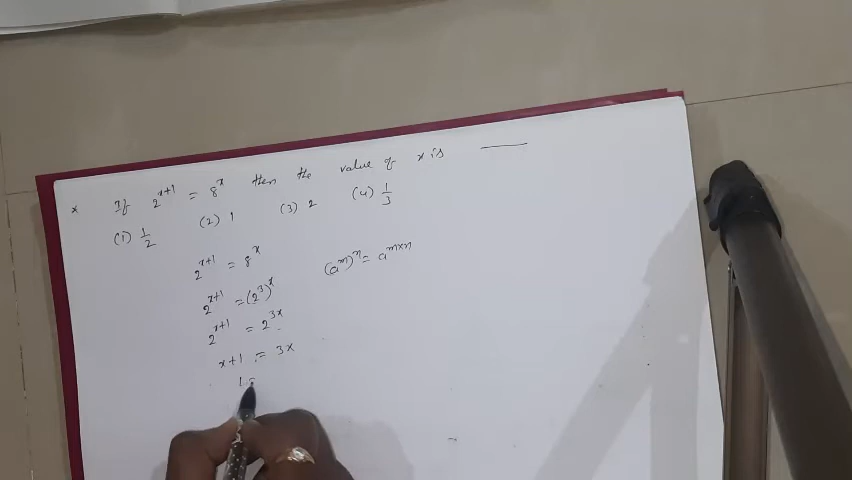 * If 2^{x+1} = 8^x then the value of x is ____
(1) 1/2 (2) 1 (3) 2 (4) 1/3
2^{x+1} = 8^x
(a^m)^n = a^{m×n}
2^{x+1} = (2^3)^x
2^{x+1} = 2^{3x}
x+1 = 3x
1 =